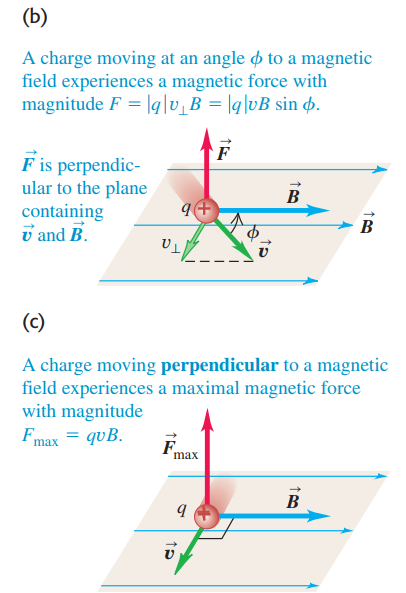 (b)
A charge moving at an angle ϕ to a magnetic
field experiences a magnetic force with
magnitude F = |q|v⊥B = |q|vB sin ϕ.
F⃗
F⃗ is perpendic-
ular to the plane
containing
v⃗ and B⃗.
B⃗
q
+
B⃗
ϕ
v⊥
v⃗
(c)
A charge moving perpendicular to a magnetic
field experiences a maximal magnetic force
with magnitude
Fmax = qvB.
F⃗max
B⃗
q
+
v⃗